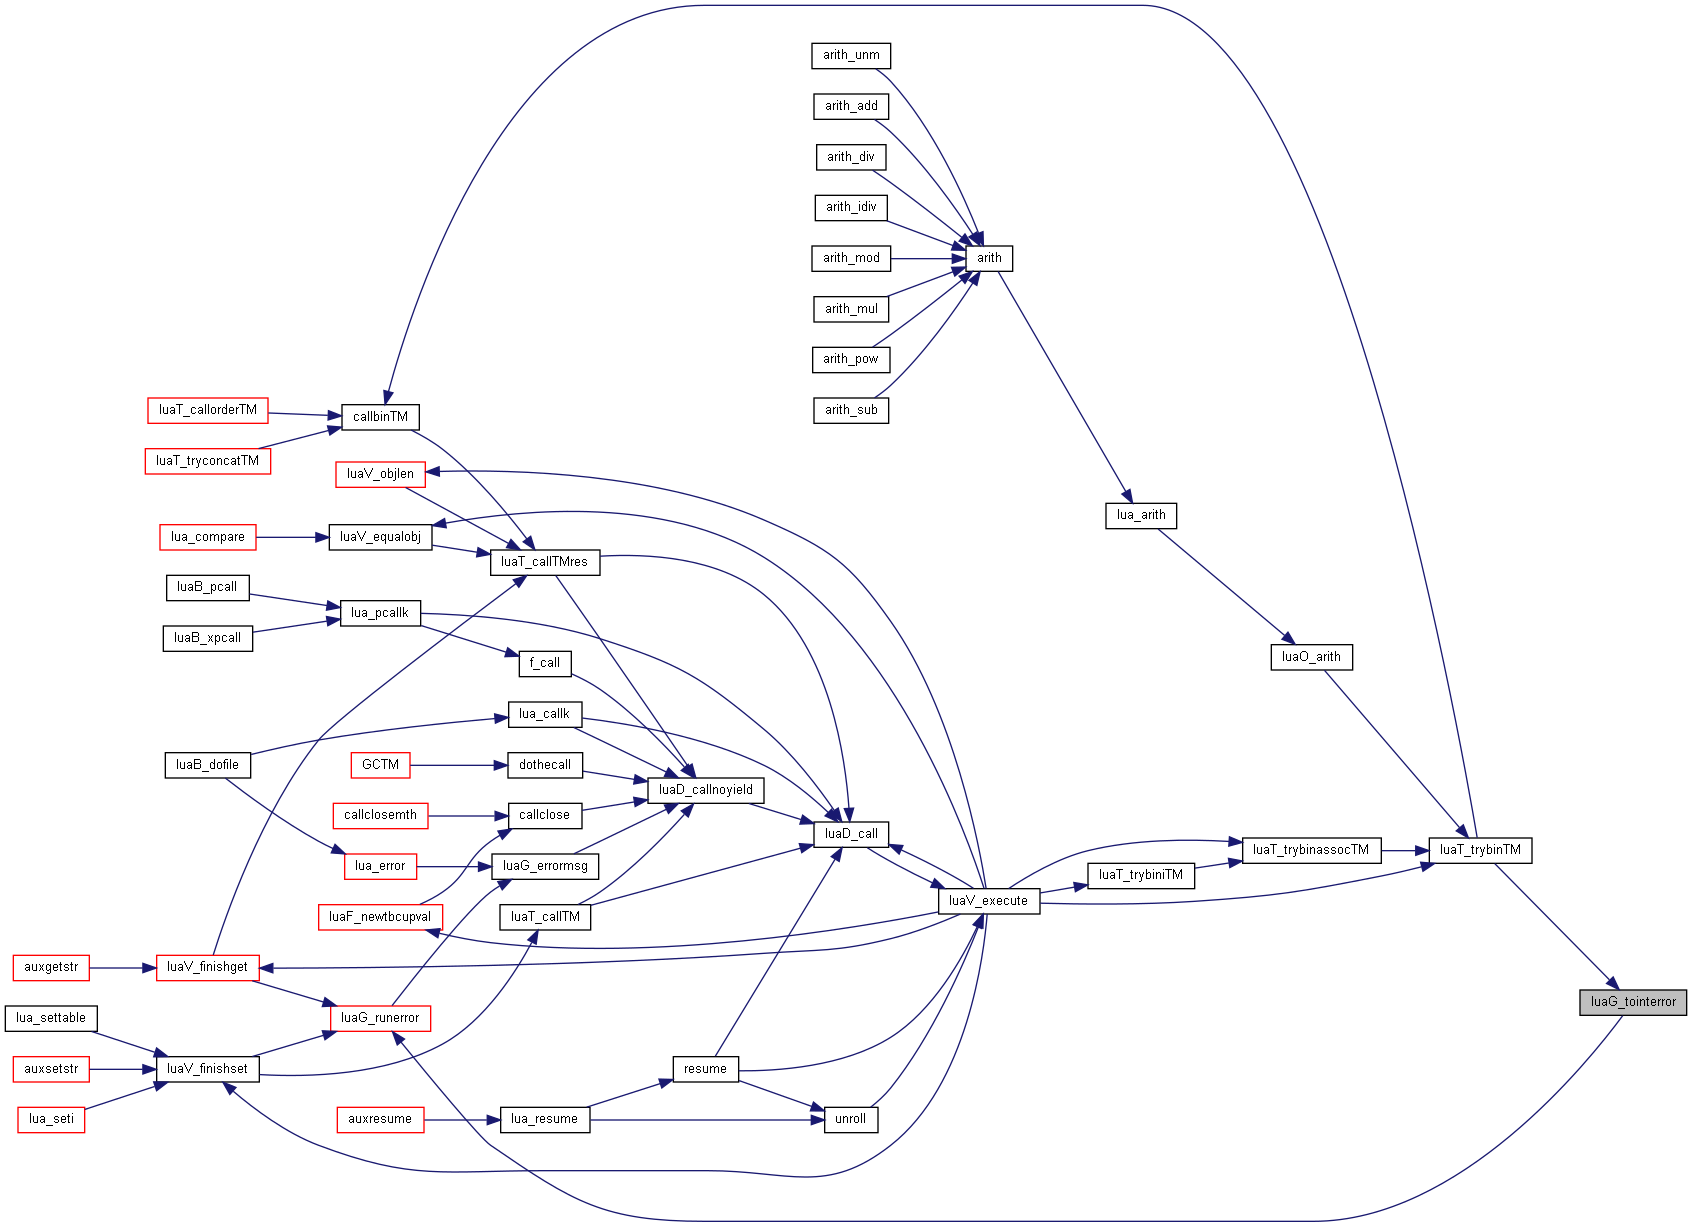 arith_unm
arith_add
arith_div
arith_idiv
arith
arith_mod
arith_mul
arith_pow
luaT_callorderTM
callbinTM
arith_sub
luaT_tryconcatTM
luaV_objlen
lua_arith
lua_compare
luaV_equalobj
luaT_callTMres
luaB_pcall
lua_pcallk
luaB_xpcall
f_call
luaO_arith
lua_callk
luaB_dofile
GCTM
dothecall
luaD_callnoyield
callclosemth
callclose
luaD_call
luaT_trybinassocTM
luaT_trybinTM
lua_error
luaG_errormsg
luaT_trybiniTM
luaV_execute
luaF_newtbcupval
luaT_callTM
auxgetstr
luaV_finishget
luaG_tointerror
lua_settable
luaG_runerror
auxsetstr
luaV_finishset
resume
lua_seti
auxresume
lua_resume
unroll